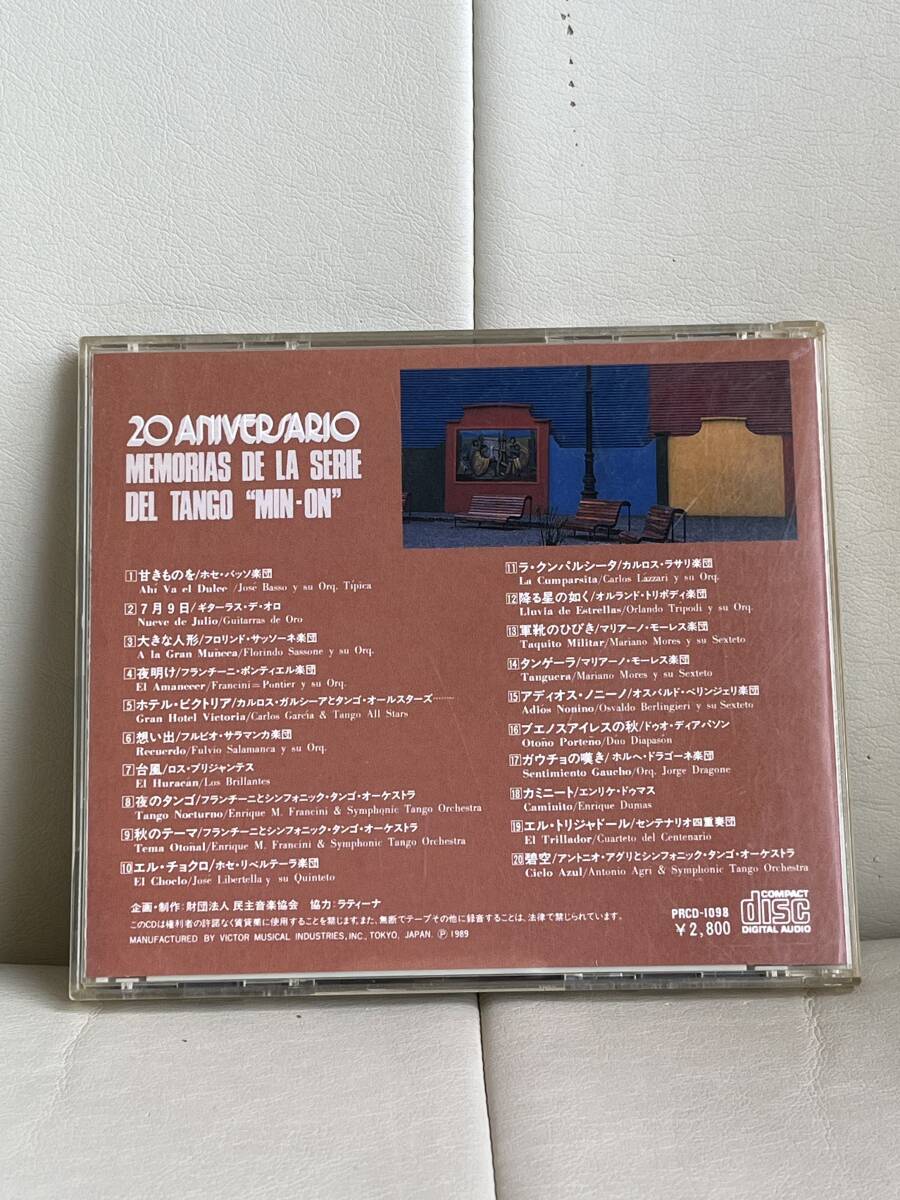 20 ANIVERSARIO
MEMORIAS DE LA SERIE
DEL TANGO “MIN-ON”
1 甘きものを/ホセ・バッソ楽団
Ahí Va el Dulce/José Basso y su Orq. Típica
2 7月9日/ギターラス・デ・オロ
Nueve de Julio/Guitarras de Oro
3 大きな人形/フロリンド・サッソーネ楽団
A la Gran Muñeca/Florindo Sassone y su Orq.
4 夜明け/フランチーニ・ポンティエル楽団
El Amanecer/Francini=Pontier y su Orq.
5 ホテル・ビクトリア/カルロス・ガルシーアとタンゴ・オールスターズ………
Gran Hotel Victoria/Carlos García & Tango All Stars
6 想い出/フルビオ・サラマンカ楽団
Recuerdo/Fulvio Salamanca y su Orq.
7 台風/ロス・ブリジャンテス
El Huracán/Los Brillantes
8 夜のタンゴ/フランチーニとシンフォニック・タンゴ・オーケストラ
Tango Nocturno/Enrique M. Francini & Symphonic Tango Orchestra
9 秋のテーマ/フランチーニとシンフォニック・タンゴ・オーケストラ
Tema Otoñal/Enrique M. Francini & Symphonic Tango Orchestra
10 エル・チョクロ/ホセ・リベルテーラ楽団
El Choclo/José Libertella y su Quinteto
11 ラ・クンパルシータ/カルロス・ラサリ楽団
La Cumparsita/Carlos Lazzari y su Orq.
12 降る星の如く/オルランド・トリポディ楽団
Lluvia de Estrellas/Orlando Tripodi y su Orq.
13 軍靴のひびき/マリアーノ・モーレス楽団
Taquito Militar/Mariano Mores y su Sexteto
14 タンゲーラ/マリアーノ・モーレス楽団
Tanguera/Mariano Mores y su Sexteto
15 アディオス・ノニーノ/オスバルド・ベリンジェリ楽団
Adiós Nonino/Osvaldo Berlingieri y su Sexteto
16 ブエノスアイレスの秋/ドゥオ・ディアパソン
Otoño Porteño/Duo Diapasón
17 ガウチョの嘆き/ホルヘ・ドラゴーネ楽団
Sentimiento Gaucho/Orq. Jorge Dragone
18 カミニート/エンリケ・ドゥマス
Caminito/Enrique Dumas
19 エル・トリジャドール/センテナリオ四重奏団
El Trillador/Cuarteto del Centenario
20 碧空/アントニオ・アグリとシンフォニック・タンゴ・オーケストラ
Cielo Azul/Antonio Agri & Symphonic Tango Orchestra
企画・制作:財団法人 民主音楽協会 協力:ラティーナ
このCDは権利者の許諾なく賃貸業に使用することを禁じます。また、無断でテープその他に録音することは、法律で禁じられています。
MANUFACTURED BY VICTOR MUSICAL INDUSTRIES, INC., TOKYO, JAPAN. Ⓟ 1989
PRCD-1098
¥2,800
COMPACT
disc
DIGITAL AUDIO